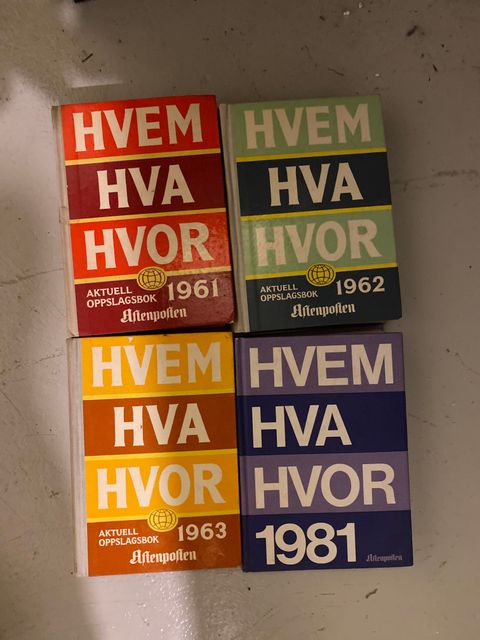 HVEM
HVA
HVOR
AKTUELL
OPPSLAGSBOK
1961
Aftenposten
HVEM
HVA
HVOR
AKTUELL
OPPSLAGSBOK
1962
Aftenposten
HVEM
HVA
HVOR
AKTUELL
OPPSLAGSBOK
1963
Aftenposten
HVEM
HVA
HVOR
1981
Aftenposten